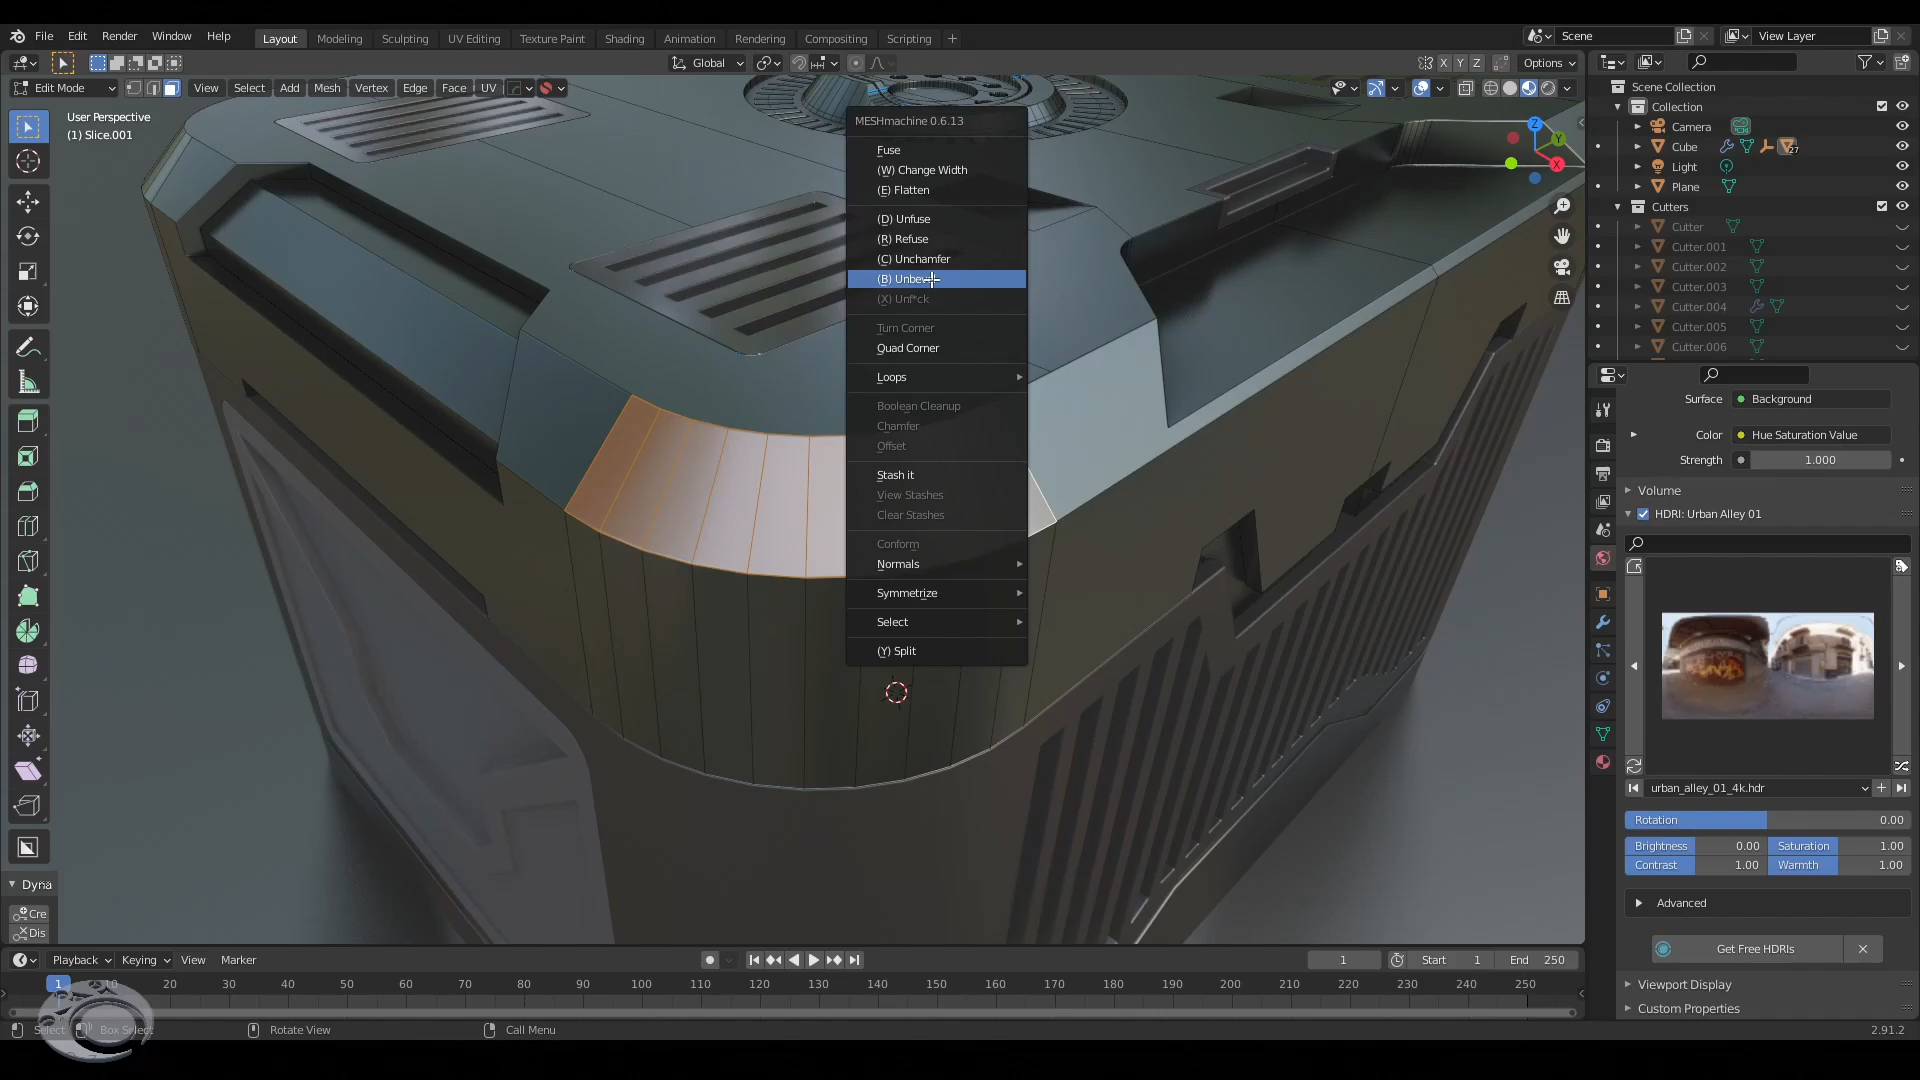 File Edit Render Window Help Layout Modeling Sculpting UV Editing Texture Paint Shading Animation Rendering Compositing Scripting + Scene View Layer
Global X Y Z Options
Edit Mode View Select Add Mesh Vertex Edge Face UV
User Perspective
(1) Slice.001
MESHmachine 0.6.13
Fuse
(W) Change Width
(E) Flatten
(D) Unfuse
(R) Refuse
(C) Unchamfer
(B)
(X) Unf*ck
Turn Corner
Quad Corner
Loops
Boolean Cleanup
Chamfer
Offset
Stash it
View Stashes
Clear Stashes
Conform
Normals
Symmetrize
Select
(Y) Split
Z
Y
X
Scene Collection
Collection
Camera
Cube 27
Light
Plane
Cutters
Cutter
Cutter.001
Cutter.002
Cutter.003
Cutter.004
Cutter.005
Cutter.006
Surface Background
Color Hue Saturation Value
Strength 1.000
Volume
HDRI: Urban Alley 01
urban_alley_01_4k.hdr
Rotation 0.00
Brightness 0.00 Saturation 1.00
Contrast 1.00 Warmth 1.00
Advanced
Get Free HDRIs
Viewport Display
Custom Properties
Dyna
Cre
Dis
Playback Keying View Marker 1 Start 1 End 250
1 10 20 30 40 50 60 70 80 90 100 110 120 130 140 150 160 170 180 190 200 210 220 230 240 250
Select Box Select Rotate View Call Menu 2.91.2